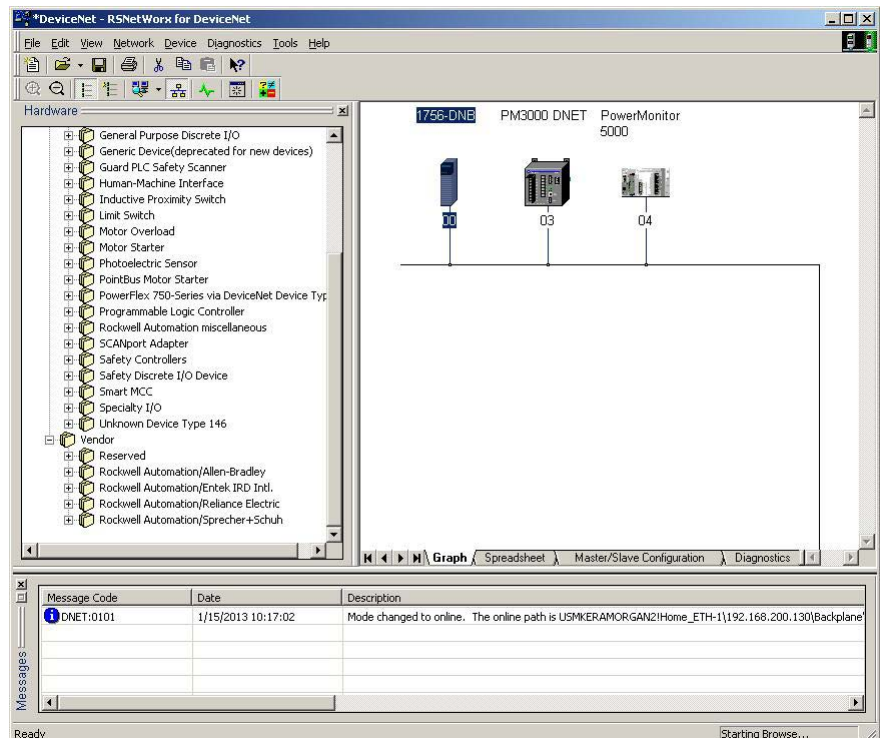 *DeviceNet - RSNetWorx for DeviceNet
File Edit View Network Device Diagnostics Tools Help
Hardware
General Purpose Discrete I/O
Generic Device(deprecated for new devices)
Guard PLC Safety Scanner
Human-Machine Interface
Inductive Proximity Switch
Limit Switch
Motor Overload
Motor Starter
Photoelectric Sensor
PointBus Motor Starter
PowerFlex 750-Series via DeviceNet Device Typ
Programmable Logic Controller
Rockwell Automation miscellaneous
SCANport Adapter
Safety Controllers
Safety Discrete I/O Device
Smart MCC
Specialty I/O
Unknown Device Type 146
Vendor
Reserved
Rockwell Automation/Allen-Bradley
Rockwell Automation/Entek IRD Intl.
Rockwell Automation/Reliance Electric
Rockwell Automation/Sprecher+Schuh
1756-DNB PM3000 DNET PowerMonitor
5000
00 03 04
Graph Spreadsheet Master/Slave Configuration Diagnostics
Messages
Message Code Date Description
DNET:0101 1/15/2013 10:17:02 Mode changed to online. The online path is USMKERAMORGAN2!Home_ETH-1\192.168.200.130\Backplane\
Ready Starting Browse...